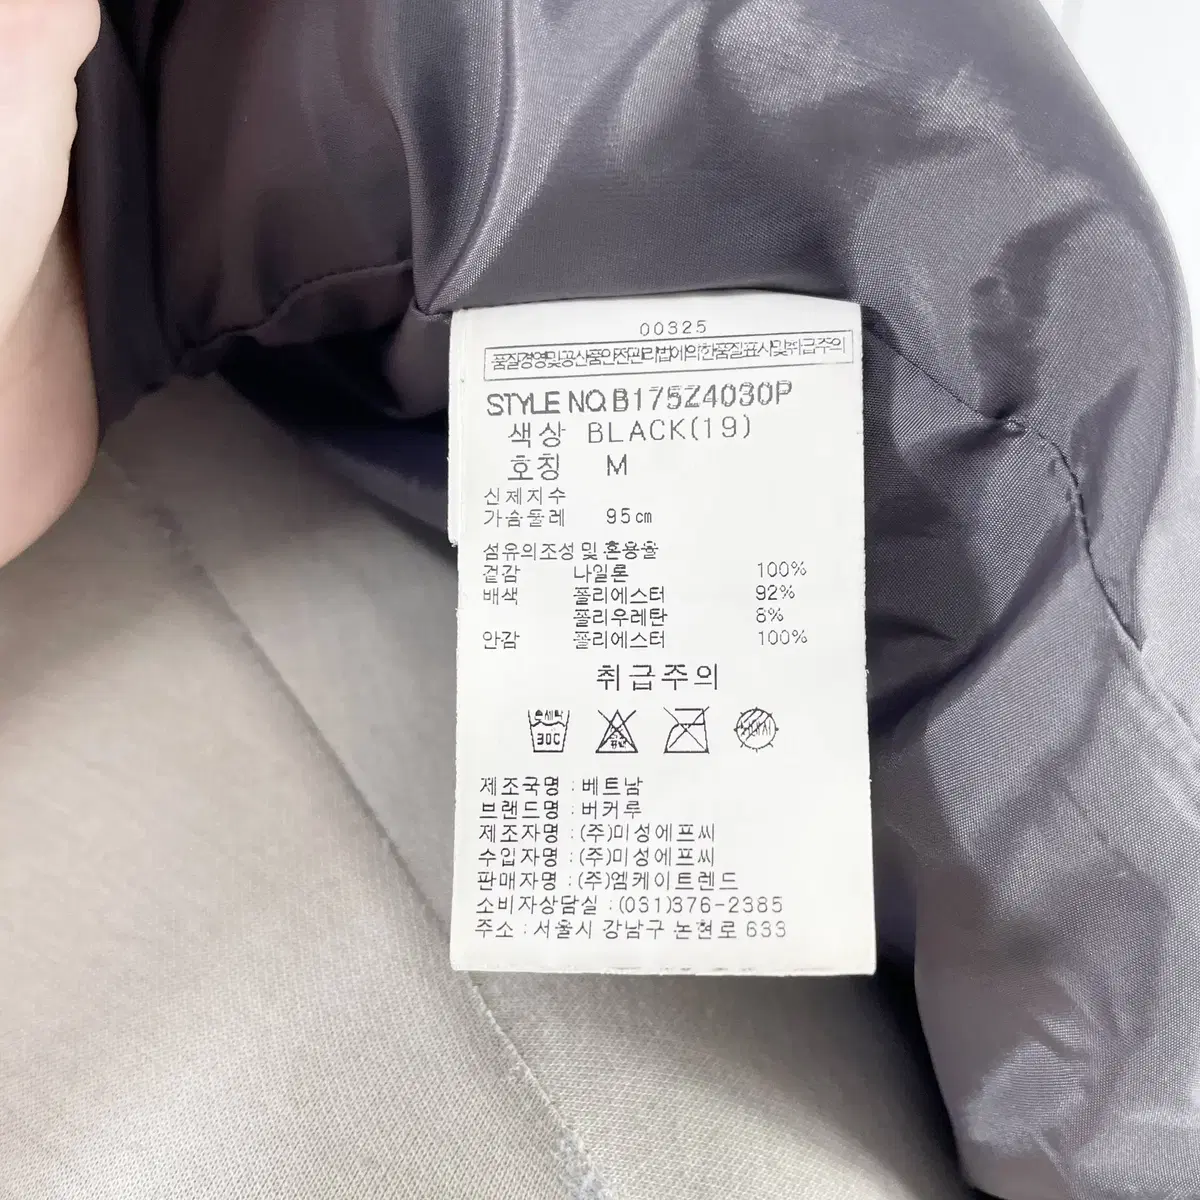 00325
품질경영및공산품안전관리법에의한품질표시및취급주의
STYLE NO.B175Z4030P
색상 BLACK(19)
호칭 M
신체지수
가슴둘레 95cm
섬유의조성 및 혼용율
겉감 나일론 100%
배색 폴리에스터 92%
폴리우레탄 8%
안감 폴리에스터 100%
취급주의
손세탁
30C
제조국명 : 베트남
브랜드명 : 버커루
제조자명 : (주)미성에프씨
수입자명 : (주)미성에프씨
판매자명 : (주)엠케이트렌드
소비자상담실 : (031)376-2385
주소 : 서울시 강남구 논현로 633